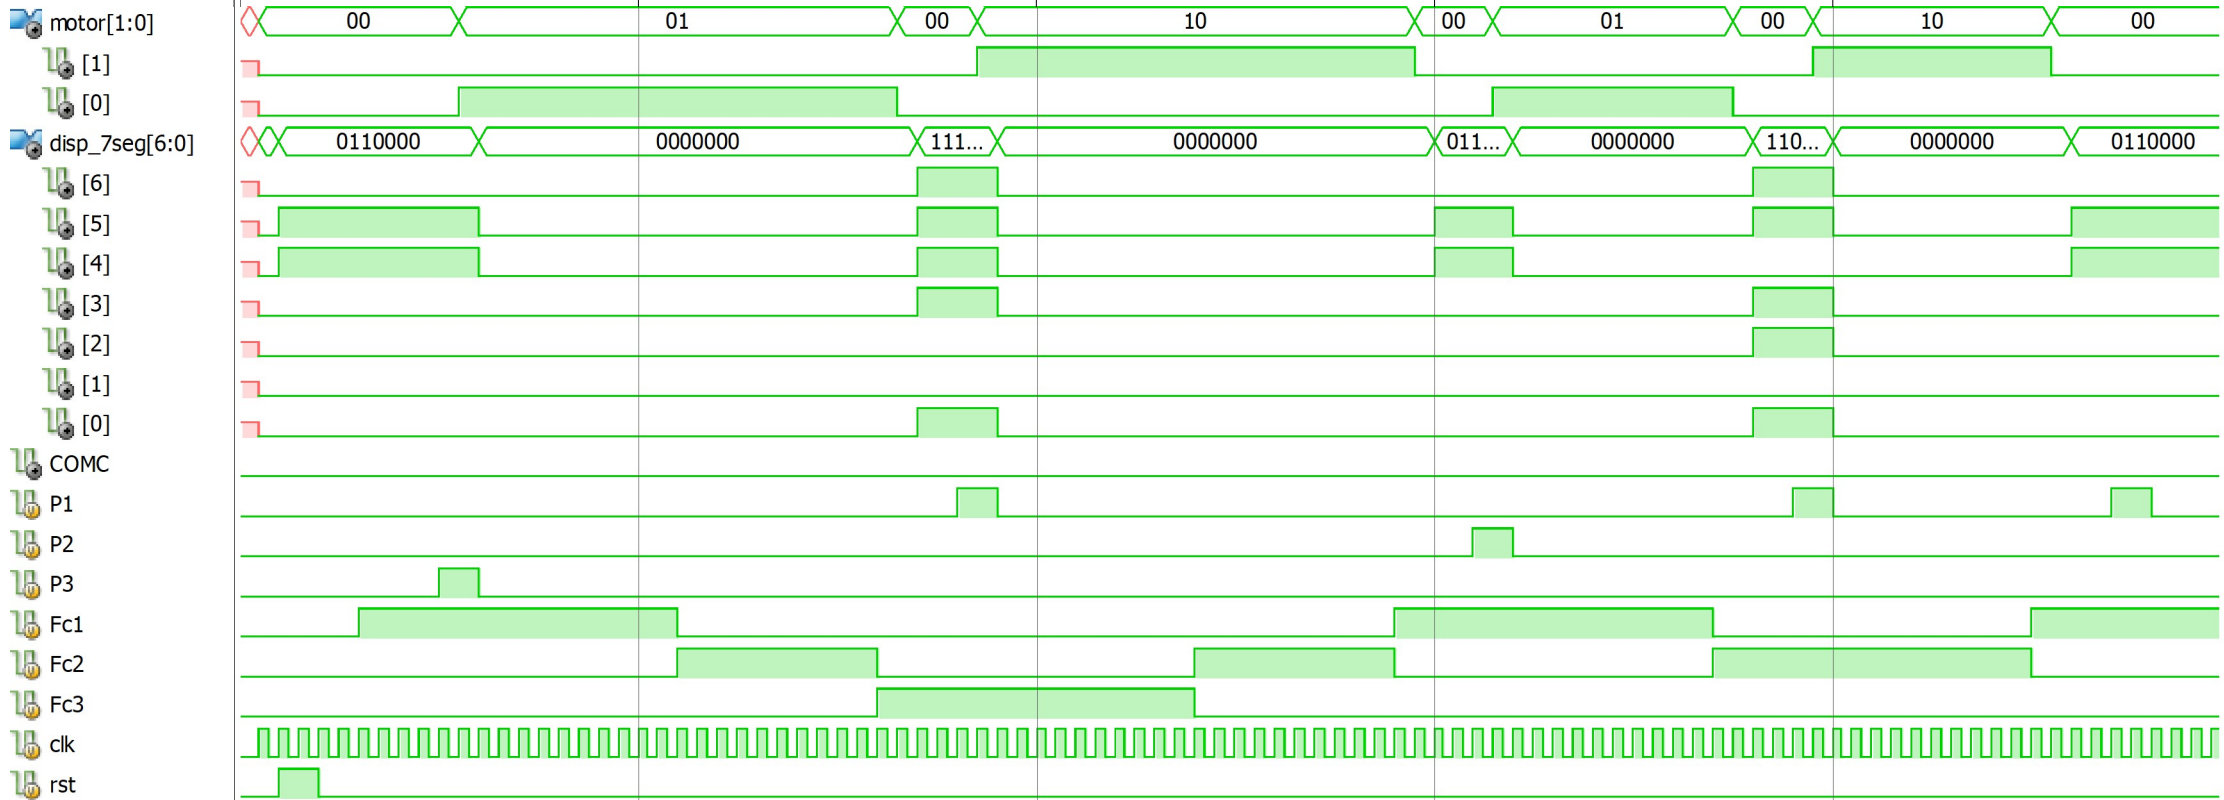 motor[1:0] 00 01 00 10 00 01 00 10 00
[1]
[0]
disp_7seg[6:0] 0110000 0000000 111... 0000000 011... 0000000 110... 0000000 0110000
[6]
[5]
[4]
[3]
[2]
[1]
[0]
COMC
P1
P2
P3
Fc1
Fc2
Fc3
clk
rst